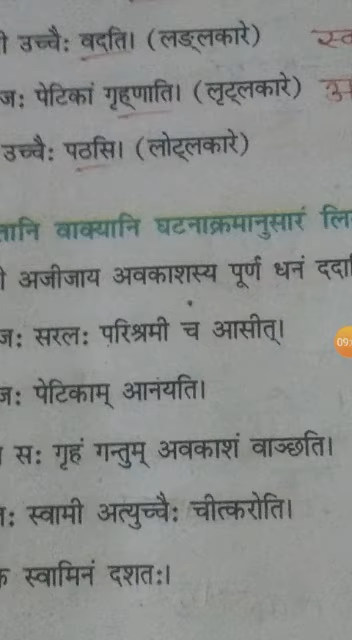 उच्चैः वदति। (लङ्लकारे)
पेटिकां गृह्णाति। (लृट्लकारे)
उच्चैः पठसि। (लोट्लकारे)
वाक्यानि घटनाक्रमानुसारं
अजीजाय अवकाशस्य पूर्णं धनं
सरलः परिश्रमी च आसीत्।
पेटिकाम् आनयति।
सः गृहं गन्तुम् अवकाशं वाञ्छति।
स्वामी अत्युच्चैः चीत्करोति।
स्वामिनं दशतः।
09: